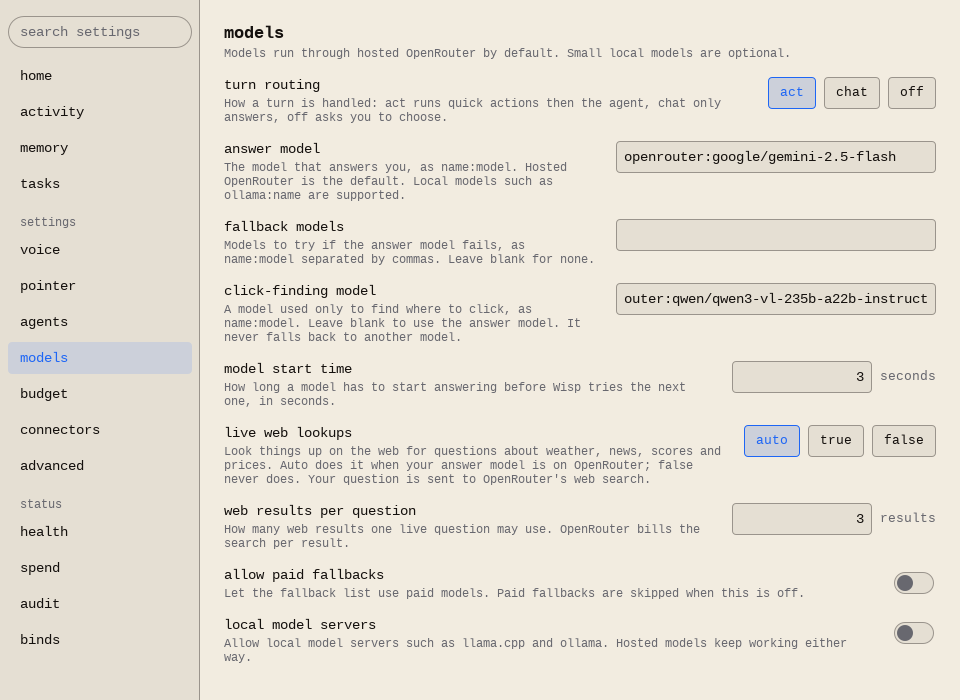 search settings
home
activity
memory
tasks
settings
voice
pointer
agents
models
budget
connectors
advanced
status
health
spend
audit
binds
models
Models run through hosted OpenRouter by default. Small local models are optional.
turn routing
How a turn is handled: act runs quick actions then the agent, chat only
answers, off asks you to choose.
act chat off
answer model
The model that answers you, as name:model. Hosted
OpenRouter is the default. Local models such as
ollama:name are supported.
openrouter:google/gemini-2.5-flash
fallback models
Models to try if the answer model fails, as
name:model separated by commas. Leave blank for none.
click-finding model
A model used only to find where to click, as
name:model. Leave blank to use the answer model. It
never falls back to another model.
outer:qwen/qwen3-vl-235b-a22b-instruct
model start time
How long a model has to start answering before Wisp tries the next
one, in seconds.
3 seconds
live web lookups
Look things up on the web for questions about weather, news, scores and
prices. Auto does it when your answer model is on OpenRouter; false
never does. Your question is sent to OpenRouter's web search.
auto true false
web results per question
How many web results one live question may use. OpenRouter bills the
search per result.
3 results
allow paid fallbacks
Let the fallback list use paid models. Paid fallbacks are skipped when this is off.
local model servers
Allow local model servers such as llama.cpp and ollama. Hosted models keep working either
way.